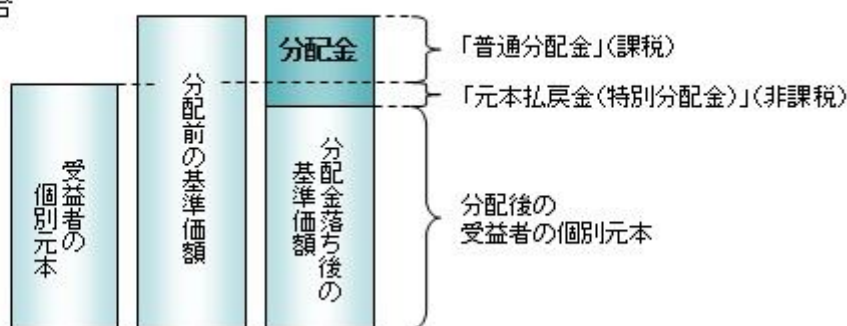 受益者の
個別元本
分配前の基準価額
分配金
分配金落ち後の
基準価額
「普通分配金」(課税)
「元本払戻金(特別分配金)」(非課税)
分配後の
受益者の個別元本